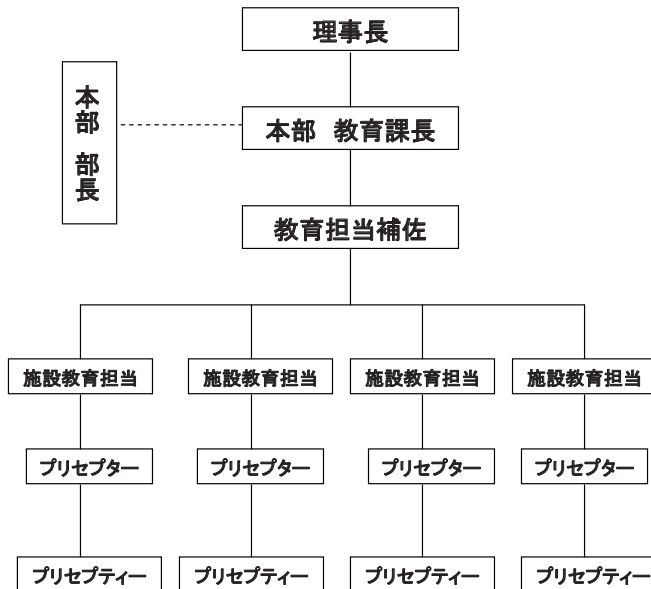 理事長
本部 部長
本部 教育課長
教育担当補佐
施設教育担当 施設教育担当 施設教育担当 施設教育担当
プリセプター プリセプター プリセプター プリセプター
プリセプティー プリセプティー プリセプティー プリセプティー